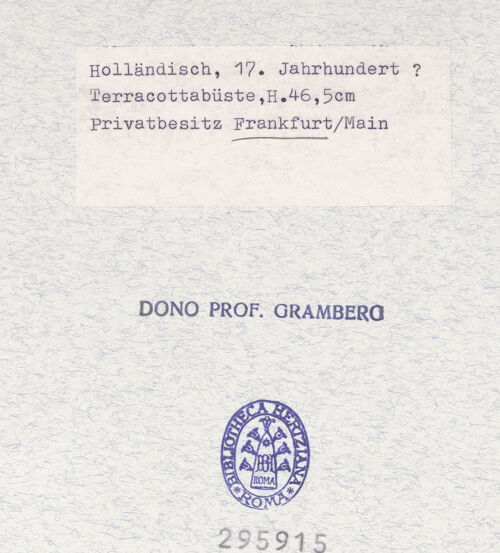 Holländisch, 17. Jahrhundert ?
Terracottabüste,H.46,5cm
Privatbesitz Frankfurt/Main
DONO PROF. GRAMBERG
BIBLIOTHECA HERTZIANA
ROMA
*ROMA*
295915